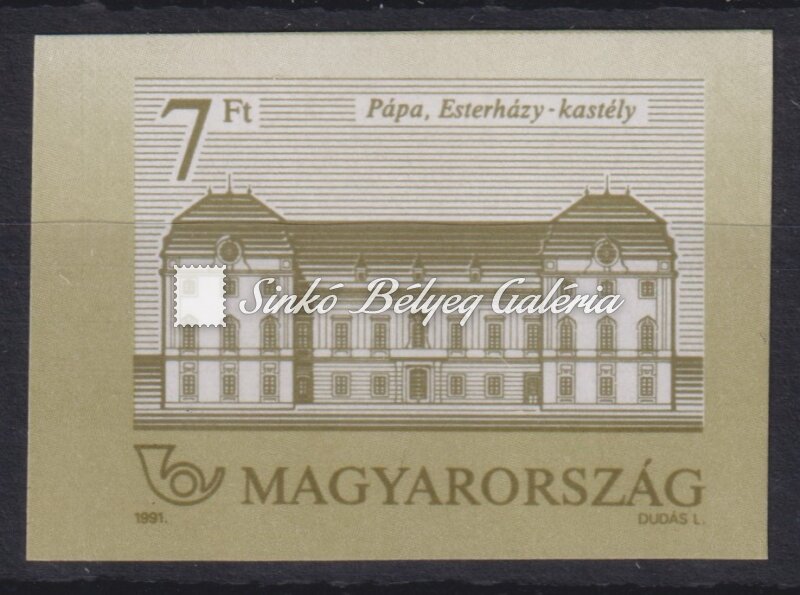 7 Ft
Pápa, Esterházy-kastély
Sinkó Bélyeg Galéria
MAGYARORSZÁG
1991.
DUDÁS L.